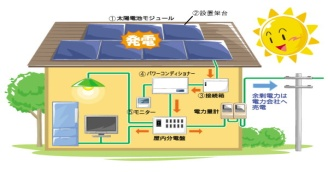 ①太陽電池モジュール
②設置架台
発電
④パワーコンディショナー
③接続箱
⑤モニター
電力量計
屋内分電盤
余剰電力は
電力会社へ
売電